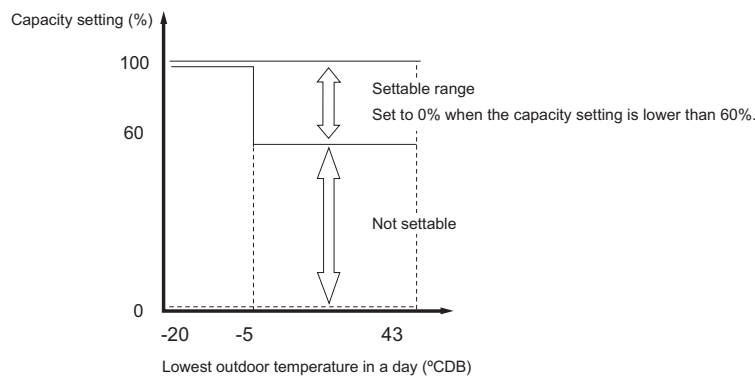 Capacity setting (%)
100
Settable range
Set to 0% when the capacity setting is lower than 60%.
60
Not settable
0
-20
-5
43
Lowest outdoor temperature in a day (ºCDB)